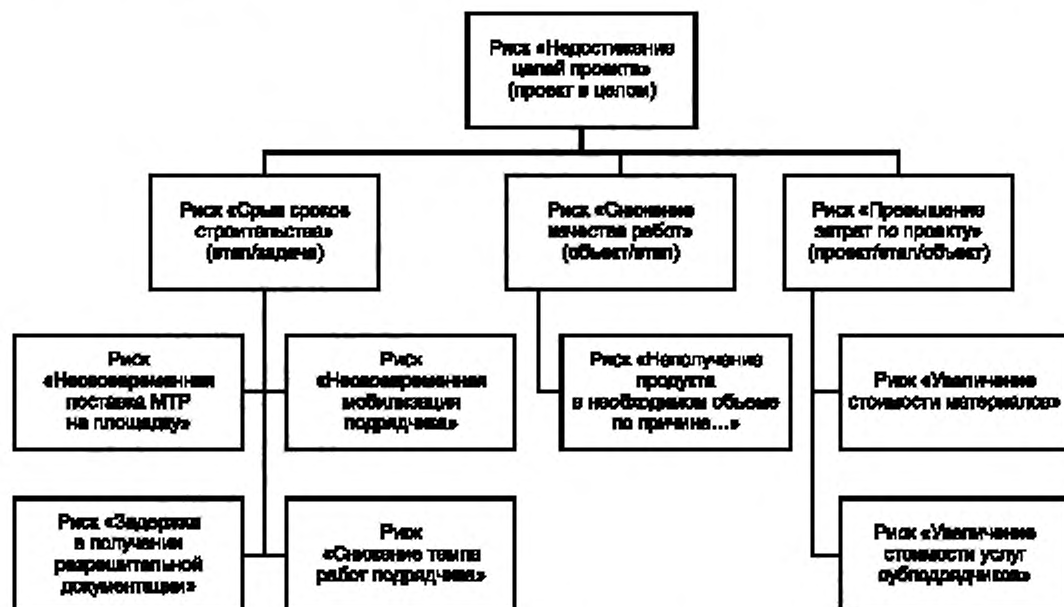 Риск «Недостижение
целей проекта»
(проект в целом)
Риск «Срыв сроков
строительства»
(этап/задача)
Риск «Снижение
качества работ»
(объект/этап)
Риск «Превышение
затрат по проекту»
(проект/этап/объект)
Риск
«Несвоевременная
поставка МТР
на площадку»
Риск
«Несвоевременная
мобилизация
подрядчика»
Риск «Неполучение
продукта
в необходимом объеме
по причине...»
Риск «Увеличение
стоимости материалов»
Риск «Задержка
в получении
разрешительной
документации»
Риск
«Снижение темпа
работ подрядчика»
Риск «Увеличение
стоимости услуг
субподрядчиков»